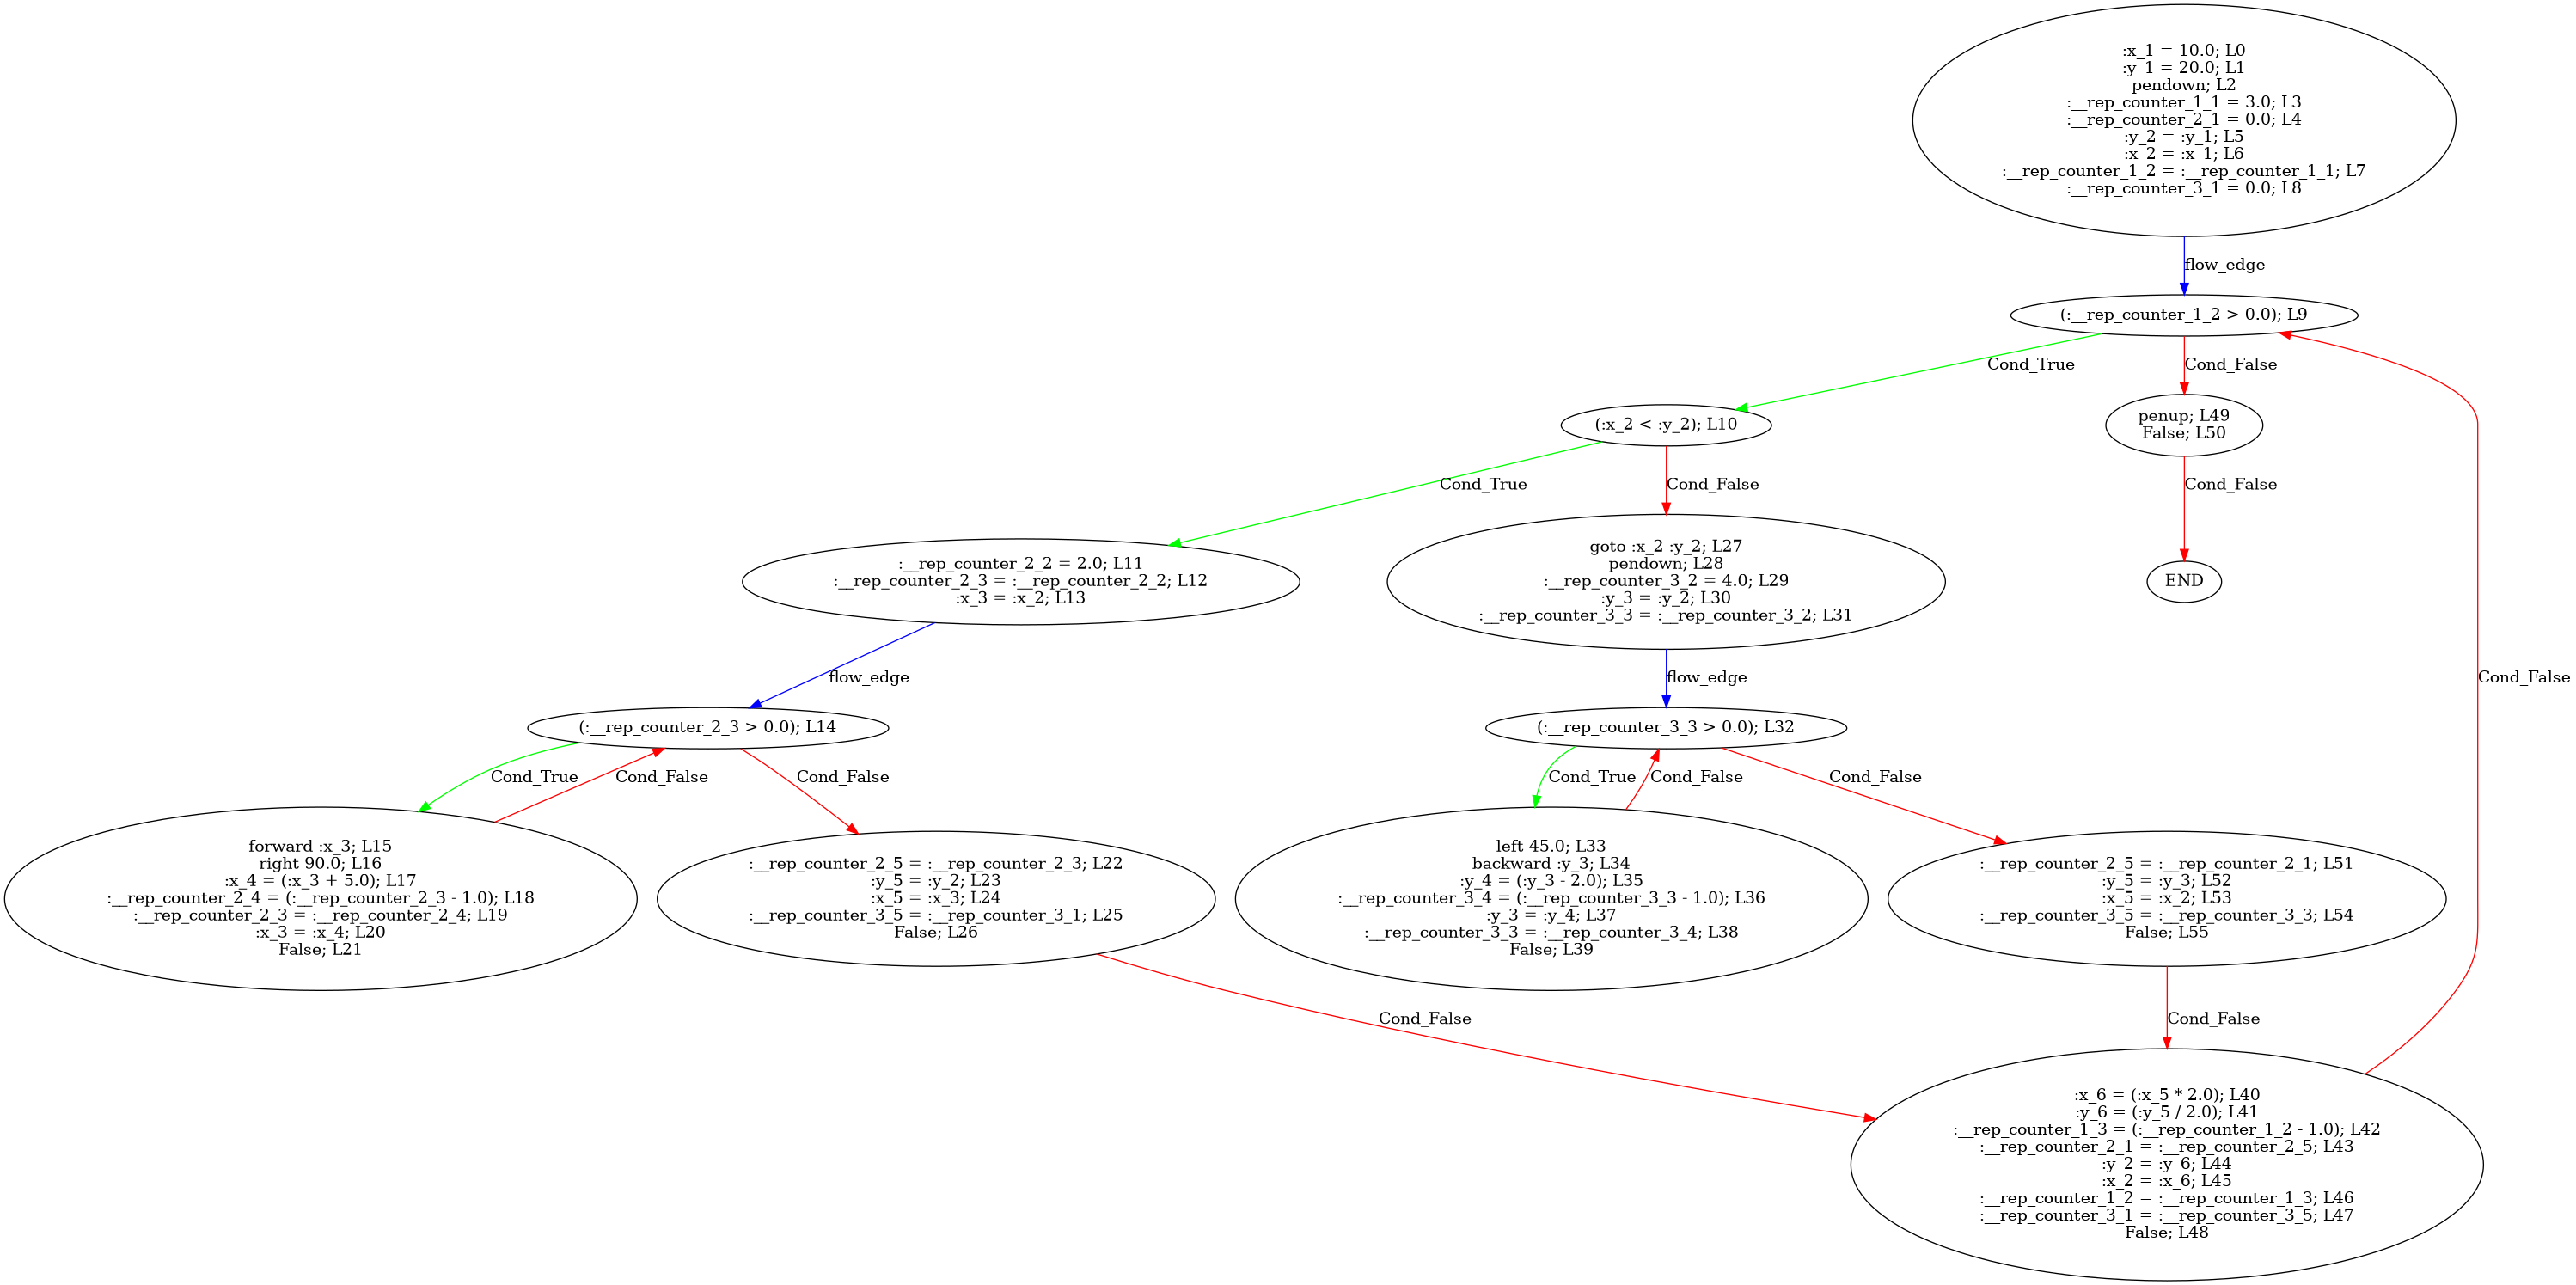 :x_1 = 10.0; L0
:y_1 = 20.0; L1
pendown; L2
:__rep_counter_1_1 = 3.0; L3
:__rep_counter_2_1 = 0.0; L4
:y_2 = :y_1; L5
:x_2 = :x_1; L6
:__rep_counter_1_2 = :__rep_counter_1_1; L7
:__rep_counter_3_1 = 0.0; L8
flow_edge
(:__rep_counter_1_2 > 0.0); L9
Cond_True
Cond_False
(:x_2 < :y_2); L10
penup; L49
False; L50
Cond_True
Cond_False
Cond_False
:__rep_counter_2_2 = 2.0; L11
:__rep_counter_2_3 = :__rep_counter_2_2; L12
:x_3 = :x_2; L13
goto :x_2 :y_2; L27
pendown; L28
:__rep_counter_3_2 = 4.0; L29
:y_3 = :y_2; L30
:__rep_counter_3_3 = :__rep_counter_3_2; L31
END
flow_edge
flow_edge
Cond_False
(:__rep_counter_2_3 > 0.0); L14
(:__rep_counter_3_3 > 0.0); L32
Cond_True
Cond_False
Cond_False
Cond_True
Cond_False
Cond_False
forward :x_3; L15
right 90.0; L16
:x_4 = (:x_3 + 5.0); L17
:__rep_counter_2_4 = (:__rep_counter_2_3 - 1.0); L18
:__rep_counter_2_3 = :__rep_counter_2_4; L19
:x_3 = :x_4; L20
False; L21
:__rep_counter_2_5 = :__rep_counter_2_3; L22
:y_5 = :y_2; L23
:x_5 = :x_3; L24
:__rep_counter_3_5 = :__rep_counter_3_1; L25
False; L26
left 45.0; L33
backward :y_3; L34
:y_4 = (:y_3 - 2.0); L35
:__rep_counter_3_4 = (:__rep_counter_3_3 - 1.0); L36
:y_3 = :y_4; L37
:__rep_counter_3_3 = :__rep_counter_3_4; L38
False; L39
:__rep_counter_2_5 = :__rep_counter_2_1; L51
:y_5 = :y_3; L52
:x_5 = :x_2; L53
:__rep_counter_3_5 = :__rep_counter_3_3; L54
False; L55
Cond_False
Cond_False
:x_6 = (:x_5 * 2.0); L40
:y_6 = (:y_5 / 2.0); L41
:__rep_counter_1_3 = (:__rep_counter_1_2 - 1.0); L42
:__rep_counter_2_1 = :__rep_counter_2_5; L43
:y_2 = :y_6; L44
:x_2 = :x_6; L45
:__rep_counter_1_2 = :__rep_counter_1_3; L46
:__rep_counter_3_1 = :__rep_counter_3_5; L47
False; L48